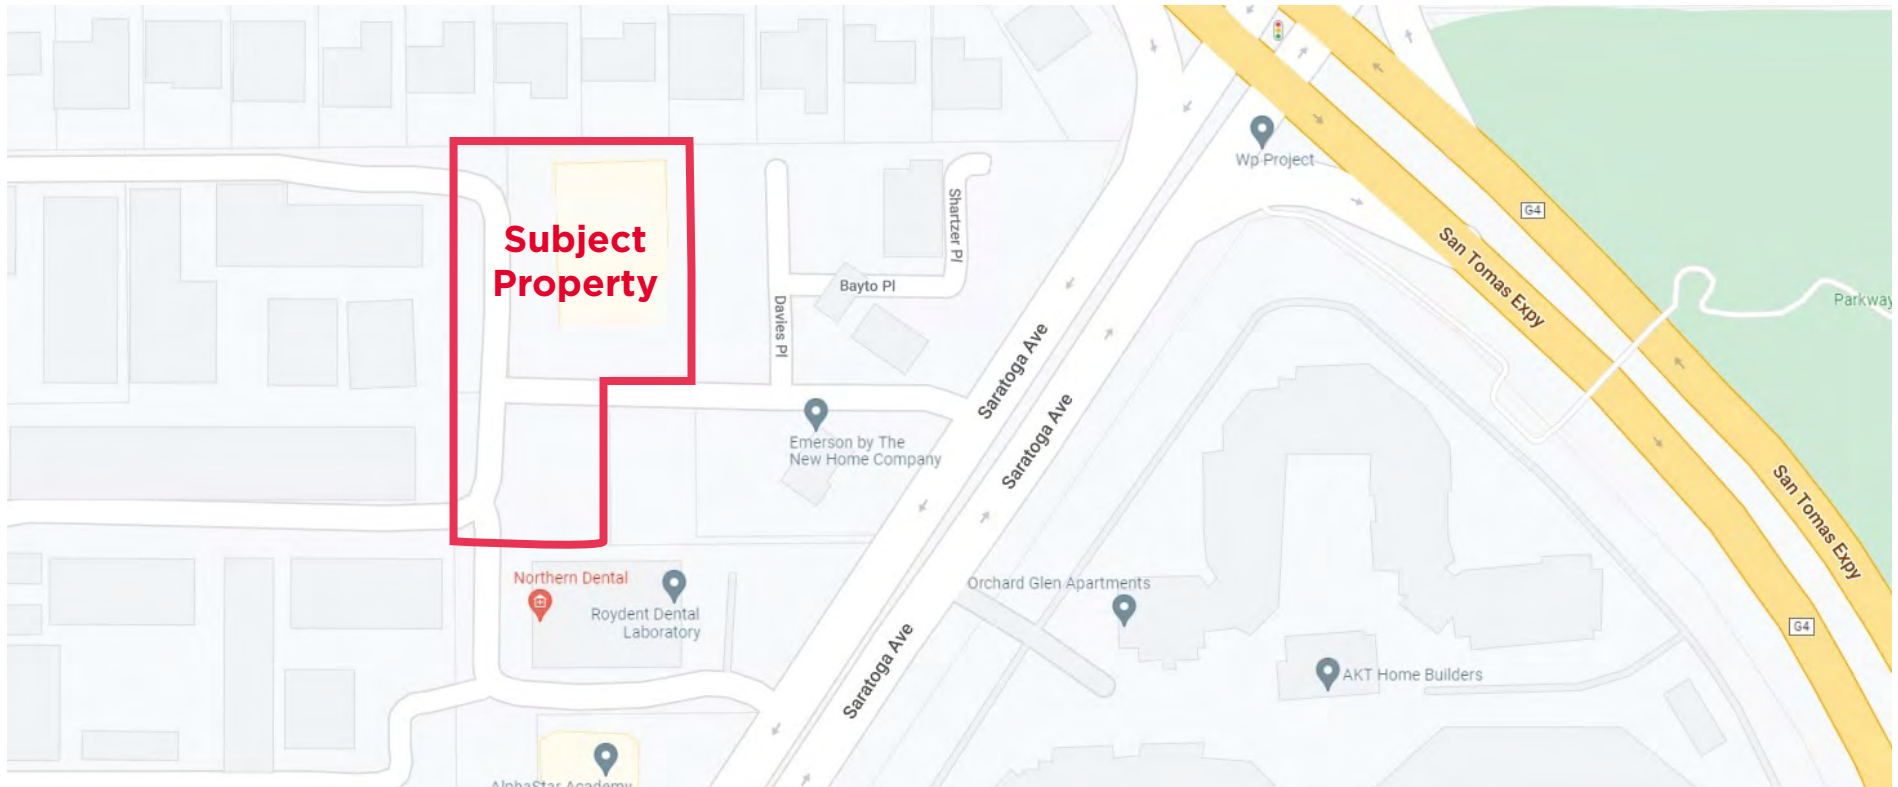 Wp Project
G4
Subject
Property
Shartzer Pl
San Tomas Expy
Bayto Pl
Parkway
Davies Pl
Saratoga Ave
Saratoga Ave
Emerson by The
New Home Company
San Tomas Expy
Northern Dental
Roydent Dental
Laboratory
Orchard Glen Apartments
G4
Saratoga Ave
AKT Home Builders
AlphaStar Academy